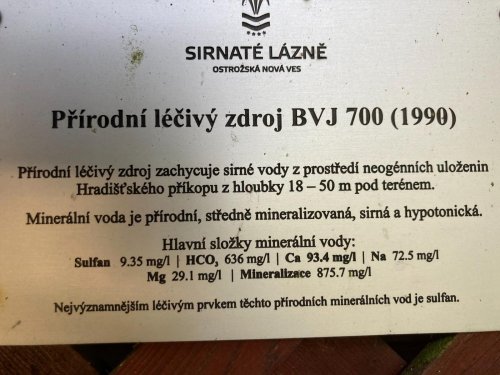 SIRNATÉ LÁZNĚ
OSTROŽSKÁ NOVÁ VES
Přírodní léčivý zdroj BVJ 700 (1990)
Přírodní léčivý zdroj zachycuje sirné vody z prostředí neogénních uloženin
Hradišťského příkopu z hloubky 18 – 50 m pod terénem.
Minerální voda je přírodní, středně mineralizovaná, sirná a hypotonická.
Hlavní složky minerální vody:
Sulfan 9.35 mg/l | HCO3 636 mg/l | Ca 93.4 mg/l | Na 72.5 mg/l
Mg 29.1 mg/l | Mineralizace 875.7 mg/l
Nejvýznamnějším léčivým prvkem těchto přírodních minerálních vod je sulfan.